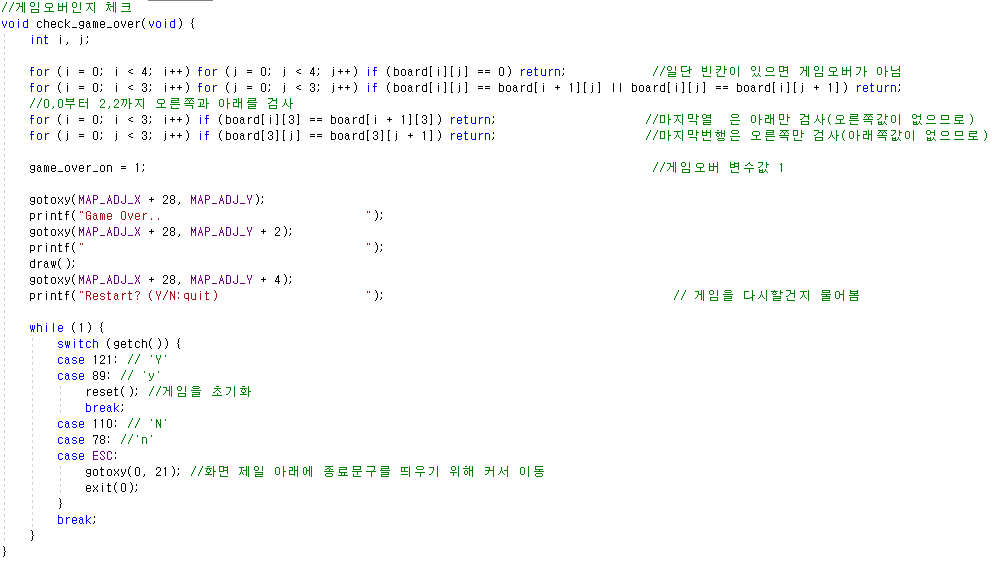 //게임오버인지 체크
void check_game_over(void) {
    int i, j;

    for (i = 0; i < 4; i++) for (j = 0; j < 4; j++) if (board[i][j] == 0) return;            //일단 빈칸이 있으면 게임오버가 아님
    for (i = 0; i < 3; i++) for (j = 0; j < 3; j++) if (board[i][j] == board[i + 1][j] || board[i][j] == board[i][j + 1]) return;
    //0,0부터 2,2까지 오른쪽과 아래를 검사
    for (i = 0; i < 3; i++) if (board[i][3] == board[i + 1][3]) return;                     //마지막열  은 아래만 검사(오른쪽값이 없으므로)
    for (j = 0; j < 3; j++) if (board[3][j] == board[3][j + 1]) return;                     //마지막번행은 오른쪽만 검사(아래쪽값이 없으므로)

    game_over_on = 1;                                                                         //게임오버 변수값 1

    gotoxy(MAP_ADJ_X + 28, MAP_ADJ_Y);
    printf("Game Over..                             ");
    gotoxy(MAP_ADJ_X + 28, MAP_ADJ_Y + 2);
    printf("                                        ");
    draw();
    gotoxy(MAP_ADJ_X + 28, MAP_ADJ_Y + 4);
    printf("Restart? (Y/N:quit)                     ");                                         // 게임을 다시할건지 물어봄

    while (1) {
        switch (getch()) {
        case 121: // 'Y'
        case 89: // 'y'
            reset(); //게임을 초기화
            break;
        case 110: // 'N'
        case 78: //'n'
        case ESC:
            gotoxy(0, 21); //화면 제일 아래에 종료문구를 띄우기 위해 커서 이동
            exit(0);
        }
        break;
    }
}